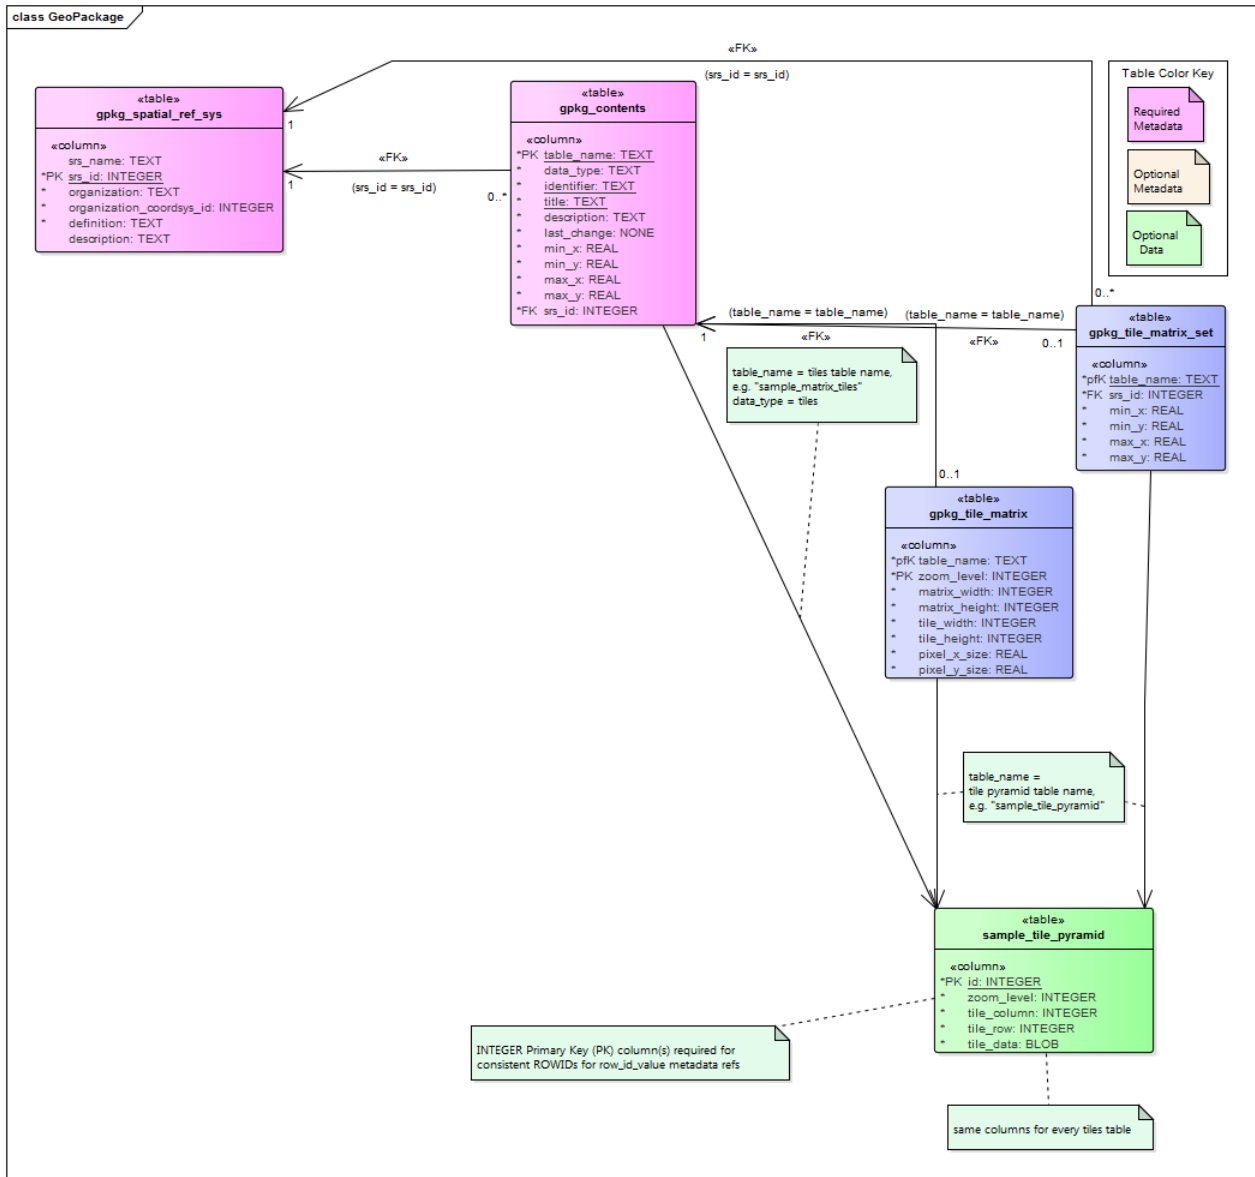 class GeoPackage
«FK»
(srs_id = srs_id)
Table Color Key
Required
Metadata
Optional
Metadata
Optional
Data
«table»
gpkg_spatial_ref_sys
«column»
srs_name: TEXT
*PK srs_id: INTEGER
* organization: TEXT
* organization_coordsys_id: INTEGER
* definition: TEXT
description: TEXT
1
1
«FK»
(srs_id = srs_id)
0..*
«table»
gpkg_contents
«column»
*PK table_name: TEXT
* data_type: TEXT
* identifier: TEXT
* title: TEXT
* description: TEXT
* last_change: NONE
* min_x: REAL
* min_y: REAL
* max_x: REAL
* max_y: REAL
*FK srs_id: INTEGER
0..*
(table_name = table_name)
(table_name = table_name)
1
«FK»
«FK»
0..1
«table»
gpkg_tile_matrix_set
«column»
*pfK table_name: TEXT
*FK srs_id: INTEGER
* min_x: REAL
* min_y: REAL
* max_x: REAL
* max_y: REAL
table_name = tiles table name,
e.g. "sample_matrix_tiles"
data_type = tiles
0..1
«table»
gpkg_tile_matrix
«column»
*pfK table_name: TEXT
*PK zoom_level: INTEGER
* matrix_width: INTEGER
* matrix_height: INTEGER
* tile_width: INTEGER
* tile_height: INTEGER
* pixel_x_size: REAL
* pixel_y_size: REAL
table_name =
tile pyramid table name,
e.g. "sample_tile_pyramid"
«table»
sample_tile_pyramid
«column»
*PK id: INTEGER
* zoom_level: INTEGER
* tile_column: INTEGER
* tile_row: INTEGER
* tile_data: BLOB
INTEGER Primary Key (PK) column(s) required for
consistent ROWIDs for row_id_value metadata refs
same columns for every tiles table